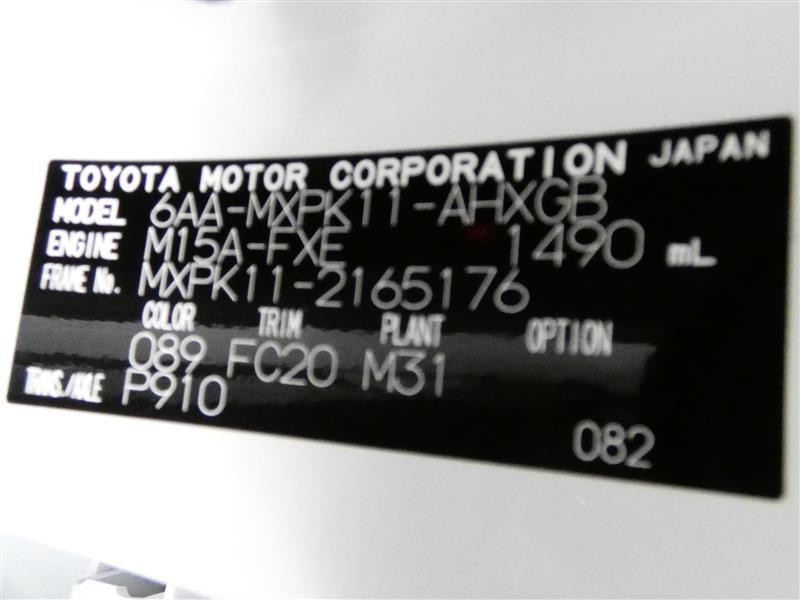 TOYOTA MOTOR CORPORATION JAPAN
MODEL 6AA-MXPK11-AHXGB
ENGINE M15A-FXE 1490 mL
FRAME No. MXPK11-2165176
COLOR TRIM PLANT OPTION
089 FC20 M31
TRANS./AXLE P910
082